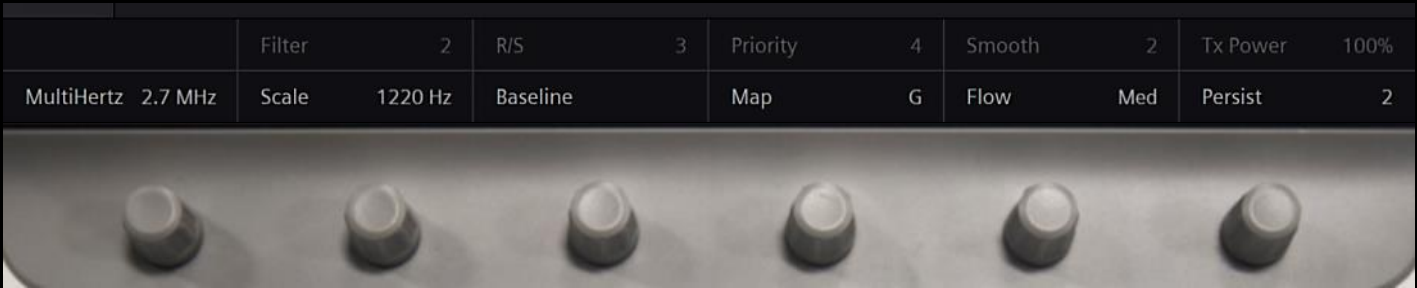 Filter 2 R/S 3 Priority 4 Smooth 2 Tx Power 100%
MultiHertz 2.7 MHz Scale 1220 Hz Baseline Map G Flow Med Persist 2